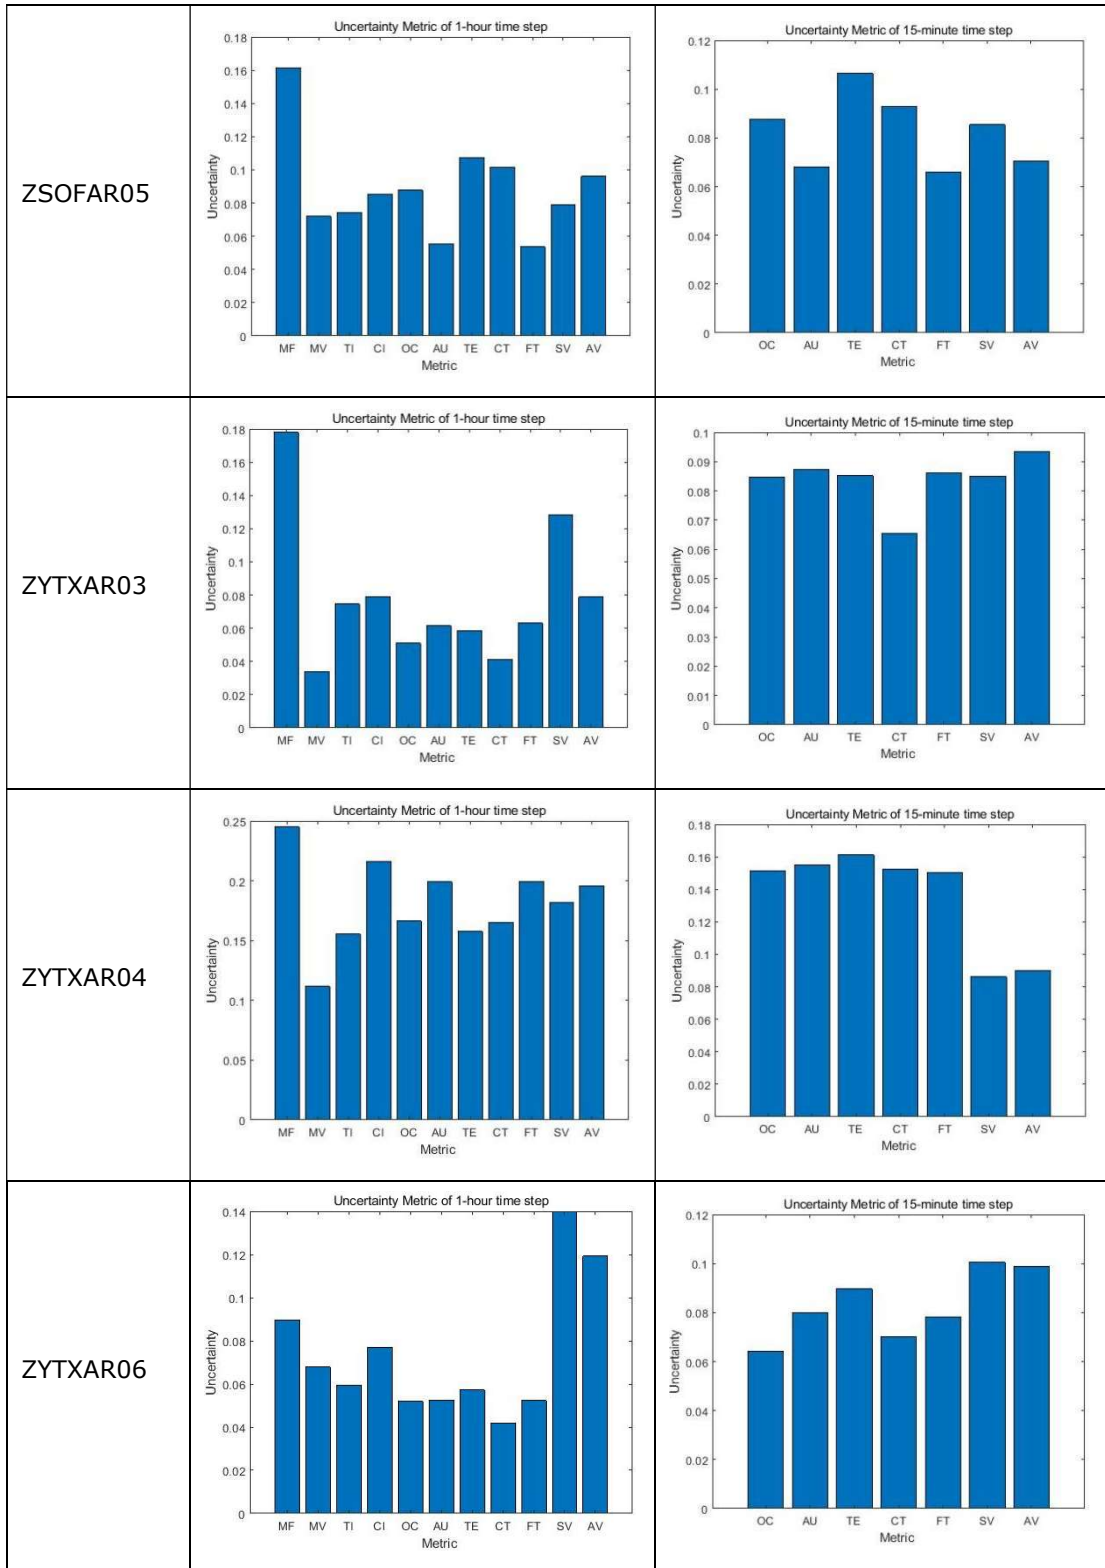 ZSOFAR05
Uncertainty Metric of 1-hour time step
0.18
0.16
0.14
0.12
0.1
0.08
0.06
0.04
0.02
0
Uncertainty
MF MV TI CI OC AU TE CT FT SV AV
Metric
Uncertainty Metric of 15-minute time step
0.12
0.1
0.08
0.06
0.04
0.02
0
Uncertainty
OC AU TE CT FT SV AV
Metric
ZYTXAR03
Uncertainty Metric of 1-hour time step
0.18
0.16
0.14
0.12
0.1
0.08
0.06
0.04
0.02
0
Uncertainty
MF MV TI CI OC AU TE CT FT SV AV
Metric
Uncertainty Metric of 15-minute time step
0.1
0.09
0.08
0.07
0.06
0.05
0.04
0.03
0.02
0.01
0
Uncertainty
OC AU TE CT FT SV AV
Metric
ZYTXAR04
Uncertainty Metric of 1-hour time step
0.25
0.2
0.15
0.1
0.05
0
Uncertainty
MF MV TI CI OC AU TE CT FT SV AV
Metric
Uncertainty Metric of 15-minute time step
0.18
0.16
0.14
0.12
0.1
0.08
0.06
0.04
0.02
0
Uncertainty
OC AU TE CT FT SV AV
Metric
ZYTXAR06
Uncertainty Metric of 1-hour time step
0.14
0.12
0.1
0.08
0.06
0.04
0.02
0
Uncertainty
MF MV TI CI OC AU TE CT FT SV AV
Metric
Uncertainty Metric of 15-minute time step
0.12
0.1
0.08
0.06
0.04
0.02
0
Uncertainty
OC AU TE CT FT SV AV
Metric